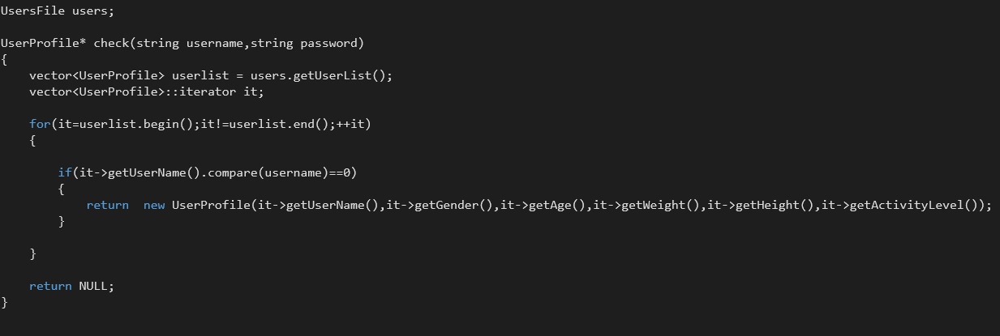 UsersFile users;
UserProfile* check(string username,string password)
{
vector<UserProfile> userlist = users.getUserList();
vector<UserProfile>::iterator it;
for(it=userlist.begin();it!=userlist.end();++it)
{
if(it->getUserName().compare(username)==0)
{
return  new UserProfile(it->getUserName(),it->getGender(),it->getAge(),it->getWeight(),it->getHeight(),it->getActivityLevel());
}
}
return NULL;
}